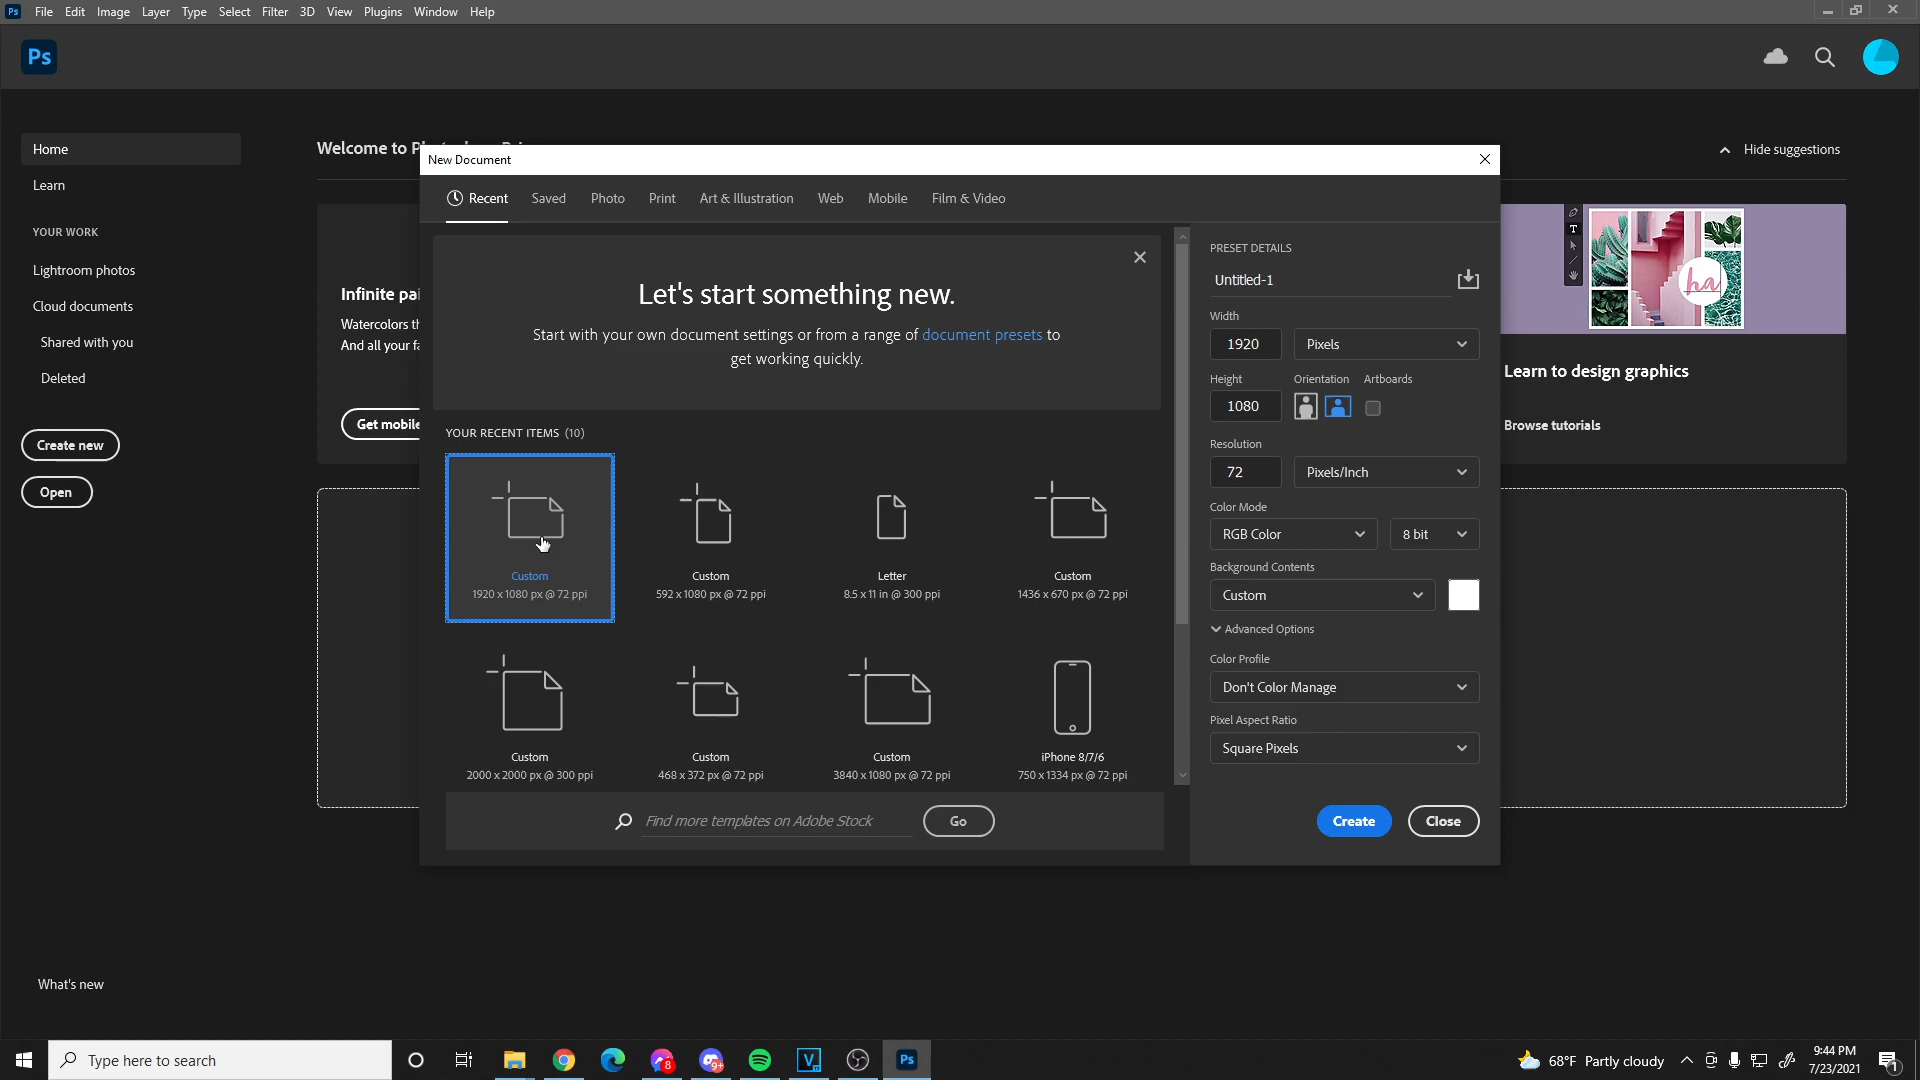 Ps File Edit Image Layer Type Select Filter 3D View Plugins Window Help
Ps
Home
Learn
YOUR WORK
Lightroom photos
Cloud documents
Shared with you
Deleted
Create new
Open
What's new
Welcome to P
Hide suggestions
Infinite pai
Watercolors th
And all your fa
Get mobile
New Document
Recent Saved Photo Print Art & Illustration Web Mobile Film & Video
Let's start something new.
Start with your own document settings or from a range of document presets to
get working quickly.
YOUR RECENT ITEMS (10)
Custom
1920 x 1080 px @ 72 ppi
Custom
592 x 1080 px @ 72 ppi
Letter
8.5 x 11 in @ 300 ppi
Custom
1436 x 670 px @ 72 ppi
Custom
2000 x 2000 px @ 300 ppi
Custom
468 x 372 px @ 72 ppi
Custom
3840 x 1080 px @ 72 ppi
iPhone 8/7/6
750 x 1334 px @ 72 ppi
Find more templates on Adobe Stock
Go
PRESET DETAILS
Untitled-1
Width
1920 Pixels
Height Orientation Artboards
1080
Resolution
72 Pixels/Inch
Color Mode
RGB Color 8 bit
Background Contents
Custom
Advanced Options
Color Profile
Don't Color Manage
Pixel Aspect Ratio
Square Pixels
Create Close
T
ha
Learn to design graphics
Browse tutorials
Type here to search
8
9+
V
Ps
68°F Partly cloudy
9:44 PM
7/23/2021
1